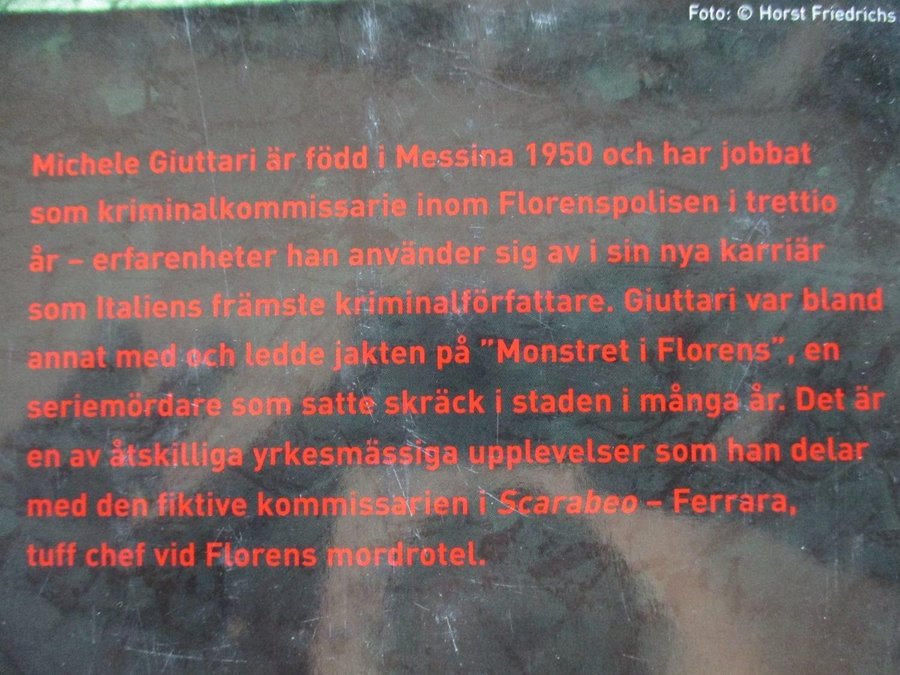 Foto: © Horst Friedrichs
Michele Giuttari är född i Messina 1950 och har jobbat
som kriminalkommissarie inom Florenspolisen i trettio
år – erfarenheter han använder sig av i sin nya karriär
som Italiens främste kriminalförfattare. Giuttari var bland
annat med och ledde jakten på ”Monstret i Florens”, en
seriemördare som satte skräck i staden i många år. Det är
en av åtskilliga yrkesmässiga upplevelser som han delar
med den fiktive kommissarien i Scarabeo – Ferrara,
tuff chef vid Florens mordrotel.